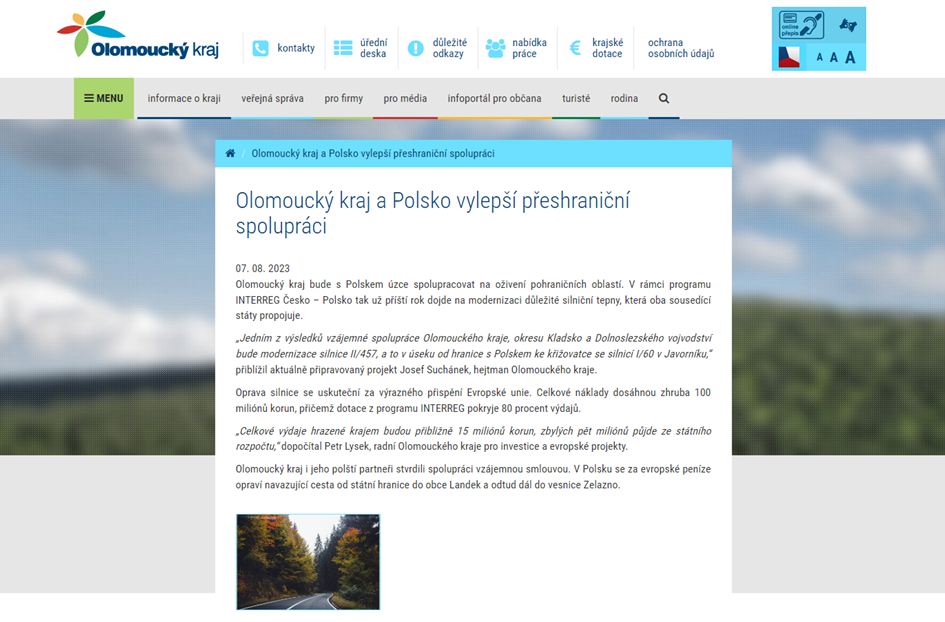 Olomoucký kraj
kontakty
úřední
deska
důležité
odkazy
nabídka
práce
krajské
dotace
ochrana
osobních údajů
online
přepis
A A A
MENU
informace o kraji
veřejná správa
pro firmy
pro média
infoportál pro občana
turisté
rodina
/ Olomoucký kraj a Polsko vylepší přeshraniční spolupráci
Olomoucký kraj a Polsko vylepší přeshraniční
spolupráci
07. 08. 2023
Olomoucký kraj bude s Polskem úzce spolupracovat na oživení pohraničních oblastí. V rámci programu
INTERREG Česko – Polsko tak už příští rok dojde na modernizaci důležité silniční tepny, která oba sousedící
státy propojuje.
„Jedním z výsledků vzájemné spolupráce Olomouckého kraje, okresu Kladsko a Dolnoslezského vojvodství
bude modernizace silnice II/457, a to v úseku od hranice s Polskem ke křižovatce se silnicí I/60 v Javorníku,“
přiblížil aktuálně připravovaný projekt Josef Suchánek, hejtman Olomouckého kraje.
Oprava silnice se uskuteční za výrazného přispění Evropské unie. Celkové náklady dosáhnou zhruba 100
miliónů korun, přičemž dotace z programu INTERREG pokryje 80 procent výdajů.
„Celkové výdaje hrazené krajem budou přibližně 15 miliónů korun, zbylých pět miliónů půjde ze státního
rozpočtu,“ dopočítal Petr Lysek, radní Olomouckého kraje pro investice a evropské projekty.
Olomoucký kraj i jeho polští partneři stvrdili spolupráci vzájemnou smlouvou. V Polsku se za evropské peníze
opraví navazující cesta od státní hranice do obce Landek a odtud dál do vesnice Zelazno.